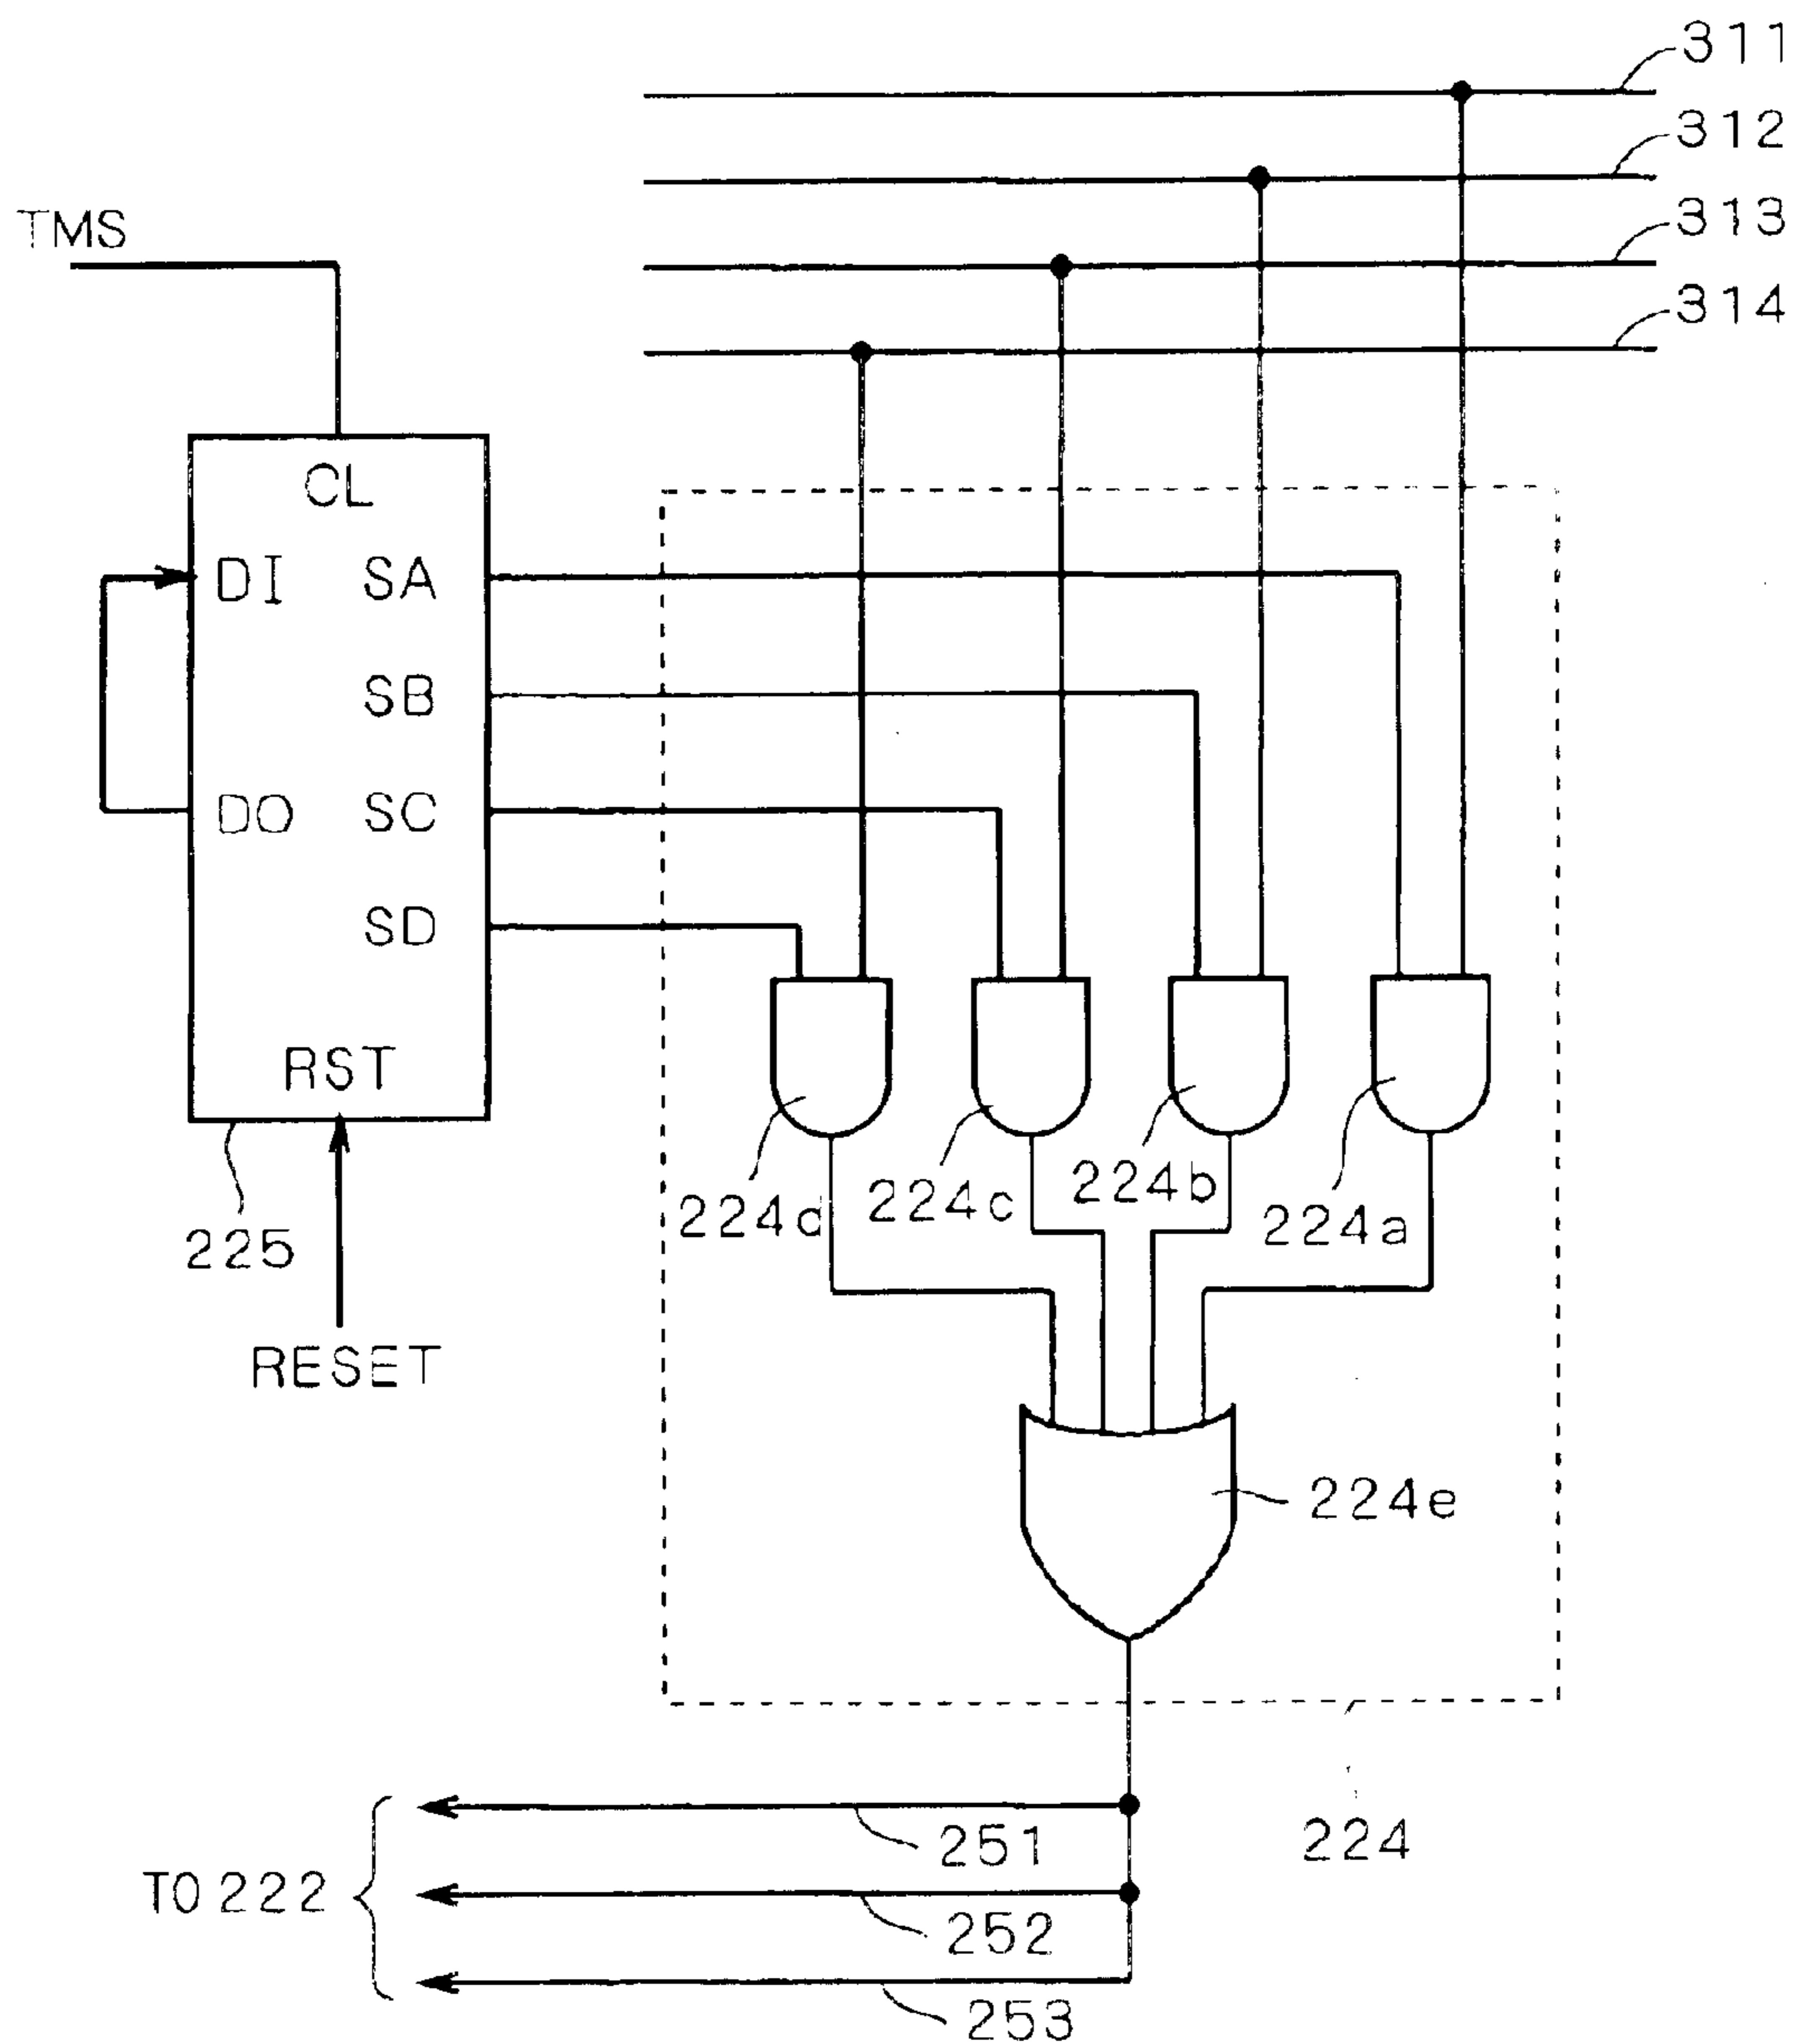 311
312
TMS
313
314
CL
DI SA
SB
DO SC
SD
RST
224d 224c 224b 224a
225
RESET
224e
251
224
TO 222
252
253